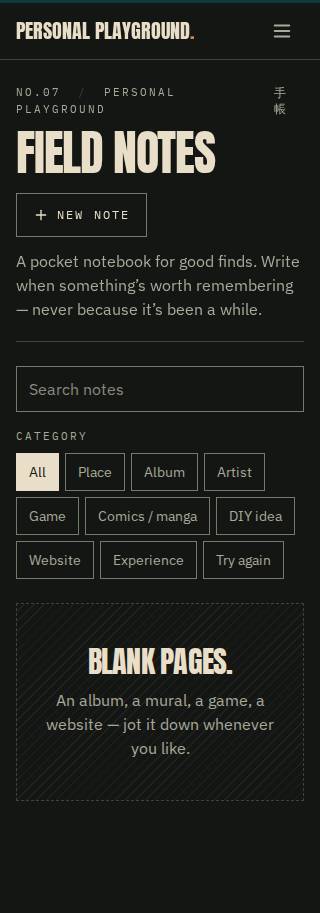 PERSONAL PLAYGROUND.
NO.07 / PERSONAL
PLAYGROUND
手
帳
FIELD NOTES
+ NEW NOTE
A pocket notebook for good finds. Write
when something’s worth remembering
— never because it’s been a while.
Search notes
CATEGORY
All Place Album Artist
Game Comics / manga DIY idea
Website Experience Try again
BLANK PAGES.
An album, a mural, a game, a
website — jot it down whenever
you like.